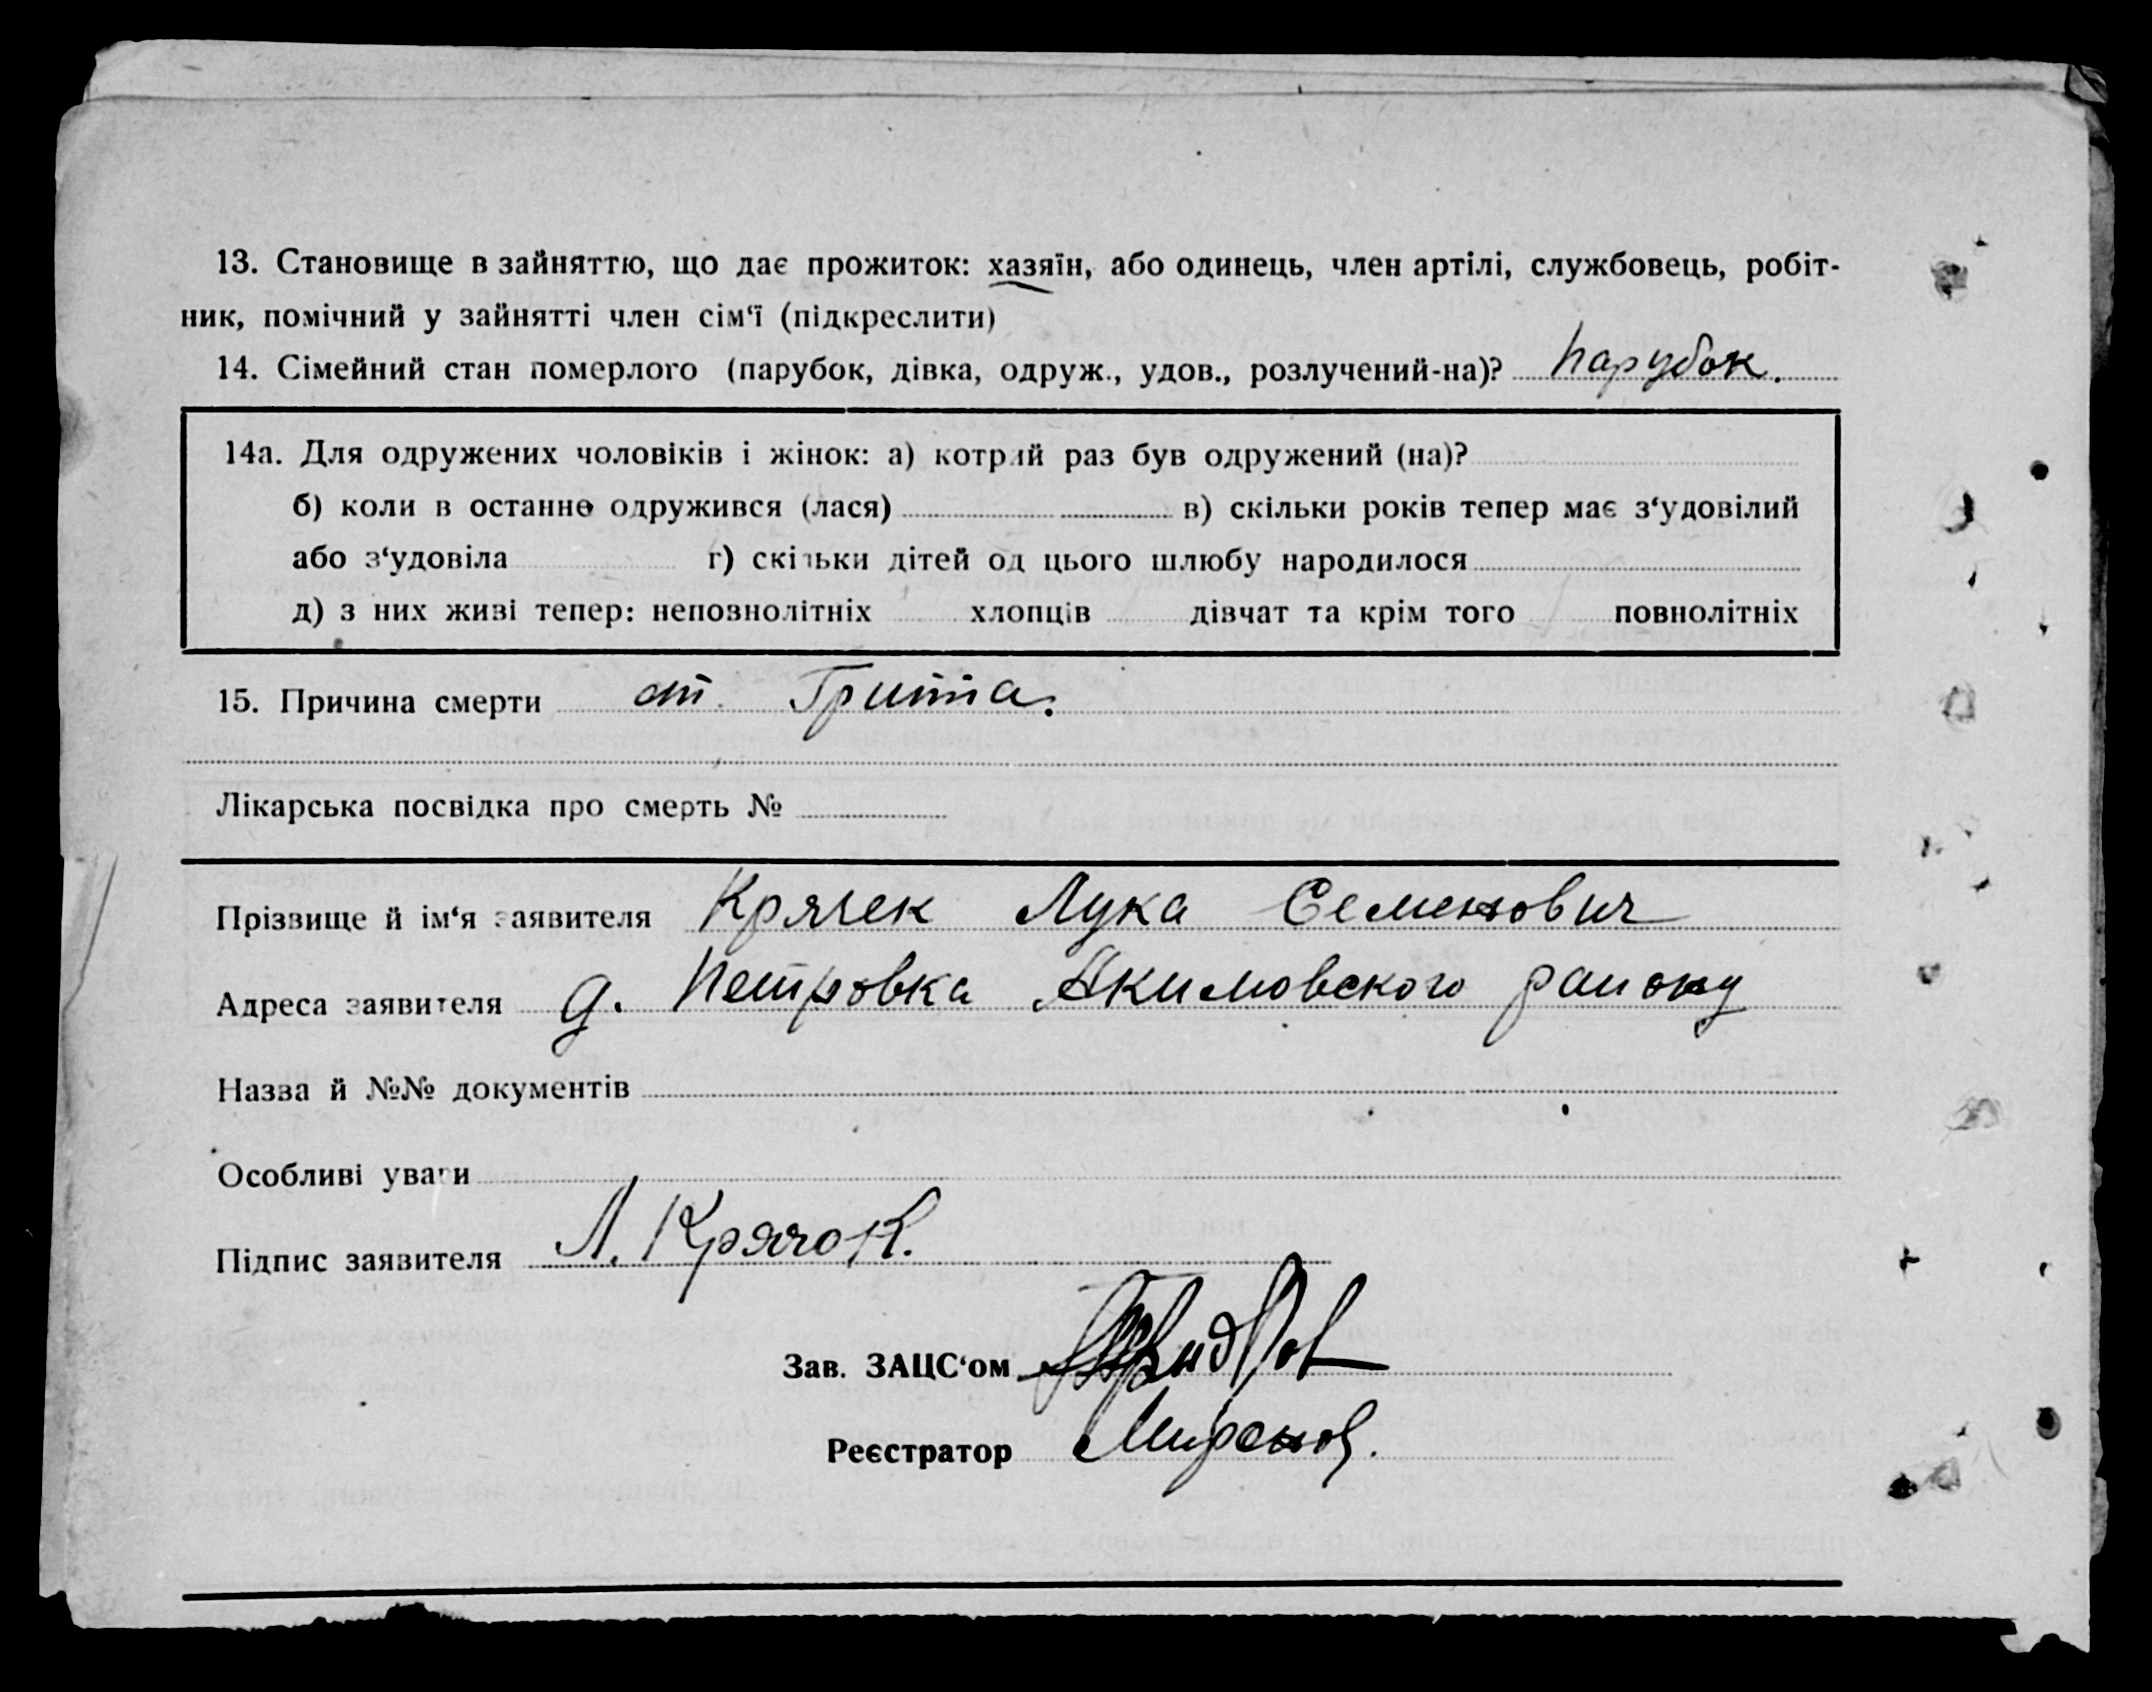 13. Становище в зайняттю, що дає прожиток: хазяїн, або одинець, член артілі, службовець, робіт-
ник, помічний у зайнятті член сім‘ї (підкреслити)
14. Сімейний стан померлого (парубок, дівка, одруж., удов., розлучений-на)? парубок.
14а. Для одружених чоловіків і жінок: а) котрий раз був одружений (на)?
б) коли в останнє одружився (лася) в) скільки років тепер має з‘удовілий
або з‘удовіла г) скільки дітей од цього шлюбу народилося
д) з них живі тепер: неповнолітніх хлопців дівчат та крім того повнолітніх
15. Причина смерти от Грипа.
Лікарська посвідка про смерть №
Прізвище й ім‘я заявителя Крячек Лука Семенович
Адреса заявителя д. Петровка Акимовского району
Назва й №№ документів
Особливі уваги
Підпис заявителя Л. Крячок.
Зав. ЗАЦС‘ом
Реєстратор Миронов.